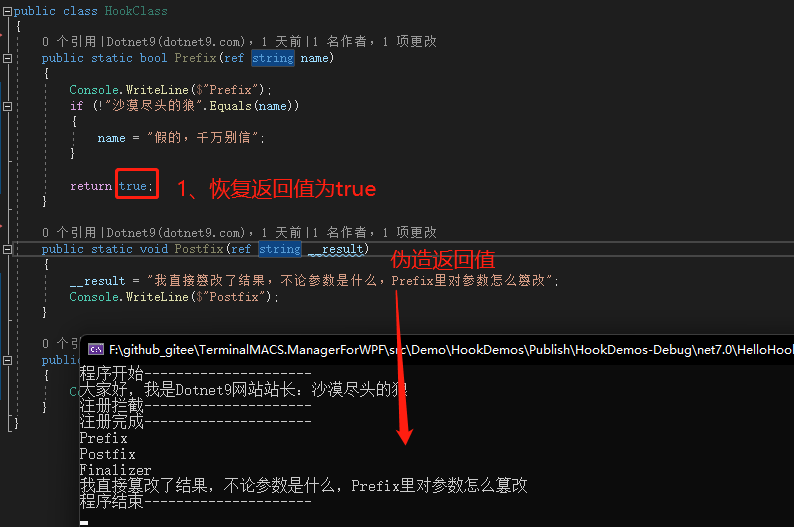 public class HookClass
{
0 个引用|Dotnet9(dotnet9.com)，1 天前|1 名作者，1 项更改
public static bool Prefix(ref string name)
{
Console.WriteLine($"Prefix");
if (!"沙漠尽头的狼".Equals(name))
{
name = "假的，千万别信";
}
return true;
1、恢复返回值为true
}
0 个引用|Dotnet9(dotnet9.com)，1 天前|1 名作者，1 项更改
public static void Postfix(ref string __result)
伪造返回值
{
__result = "我直接篡改了结果，不论参数是什么，Prefix里对参数怎么篡改";
Console.WriteLine($"Postfix");
}
0 个引
publi
{
}
}
F:\github_gitee\TerminalMACS.ManagerForWPF\src\Demo\HookDemos\Publish\HookDemos-Debug\net7.0\HelloHook
程序开始---------------------
大家好，我是Dotnet9网站站长：沙漠尽头的狼
注册拦截---------------------
注册完成---------------------
Prefix
Postfix
Finalizer
我直接篡改了结果，不论参数是什么，Prefix里对参数怎么篡改
程序结束---------------------